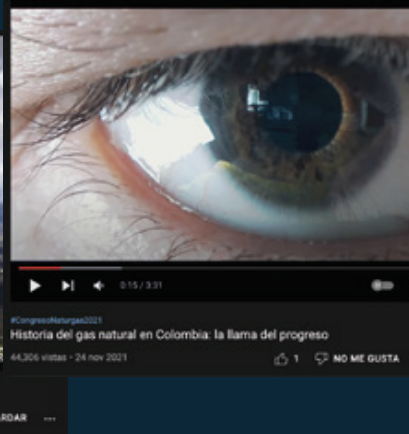 0:15 / 3:31
#CongresoNaturgas2021
Historia del gas natural en Colombia: la llama del progreso
44,306 vistas • 24 nov 2021 1 NO ME GUSTA